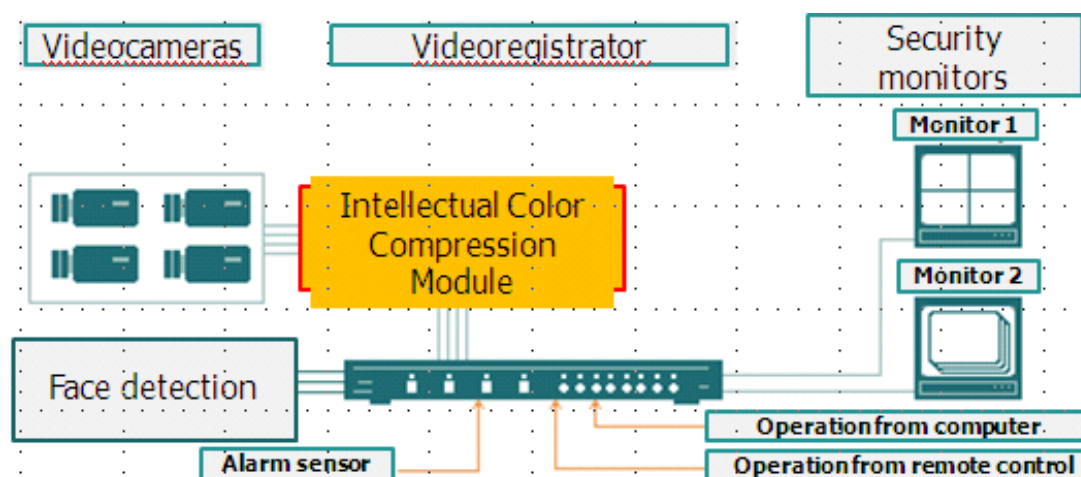 Videocameras
Videoregistrator
Security
monitors
Monitor 1
Intellectual Color
Compression
Module
Monitor 2
Face detection
Operation from computer
Alarm sensor
Operation from remote control